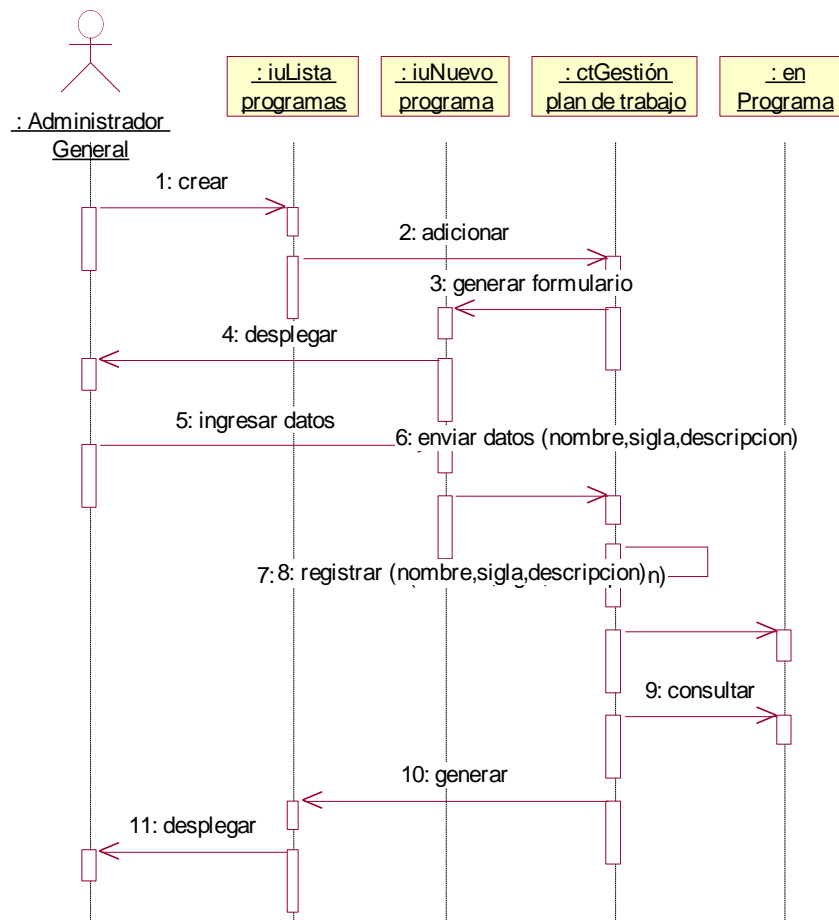 : iuLista
programas
: iuNuevo
programa
: ctGestión
plan de trabajo
: en
Programa
: Administrador
General
1: crear
2: adicionar
3: generar formulario
4: desplegar
5: ingresar datos
6: enviar datos (nombre,sigla,descripcion)
7:
8: registrar (nombre,sigla,descripcion)
9: consultar
10: generar
11: desplegar